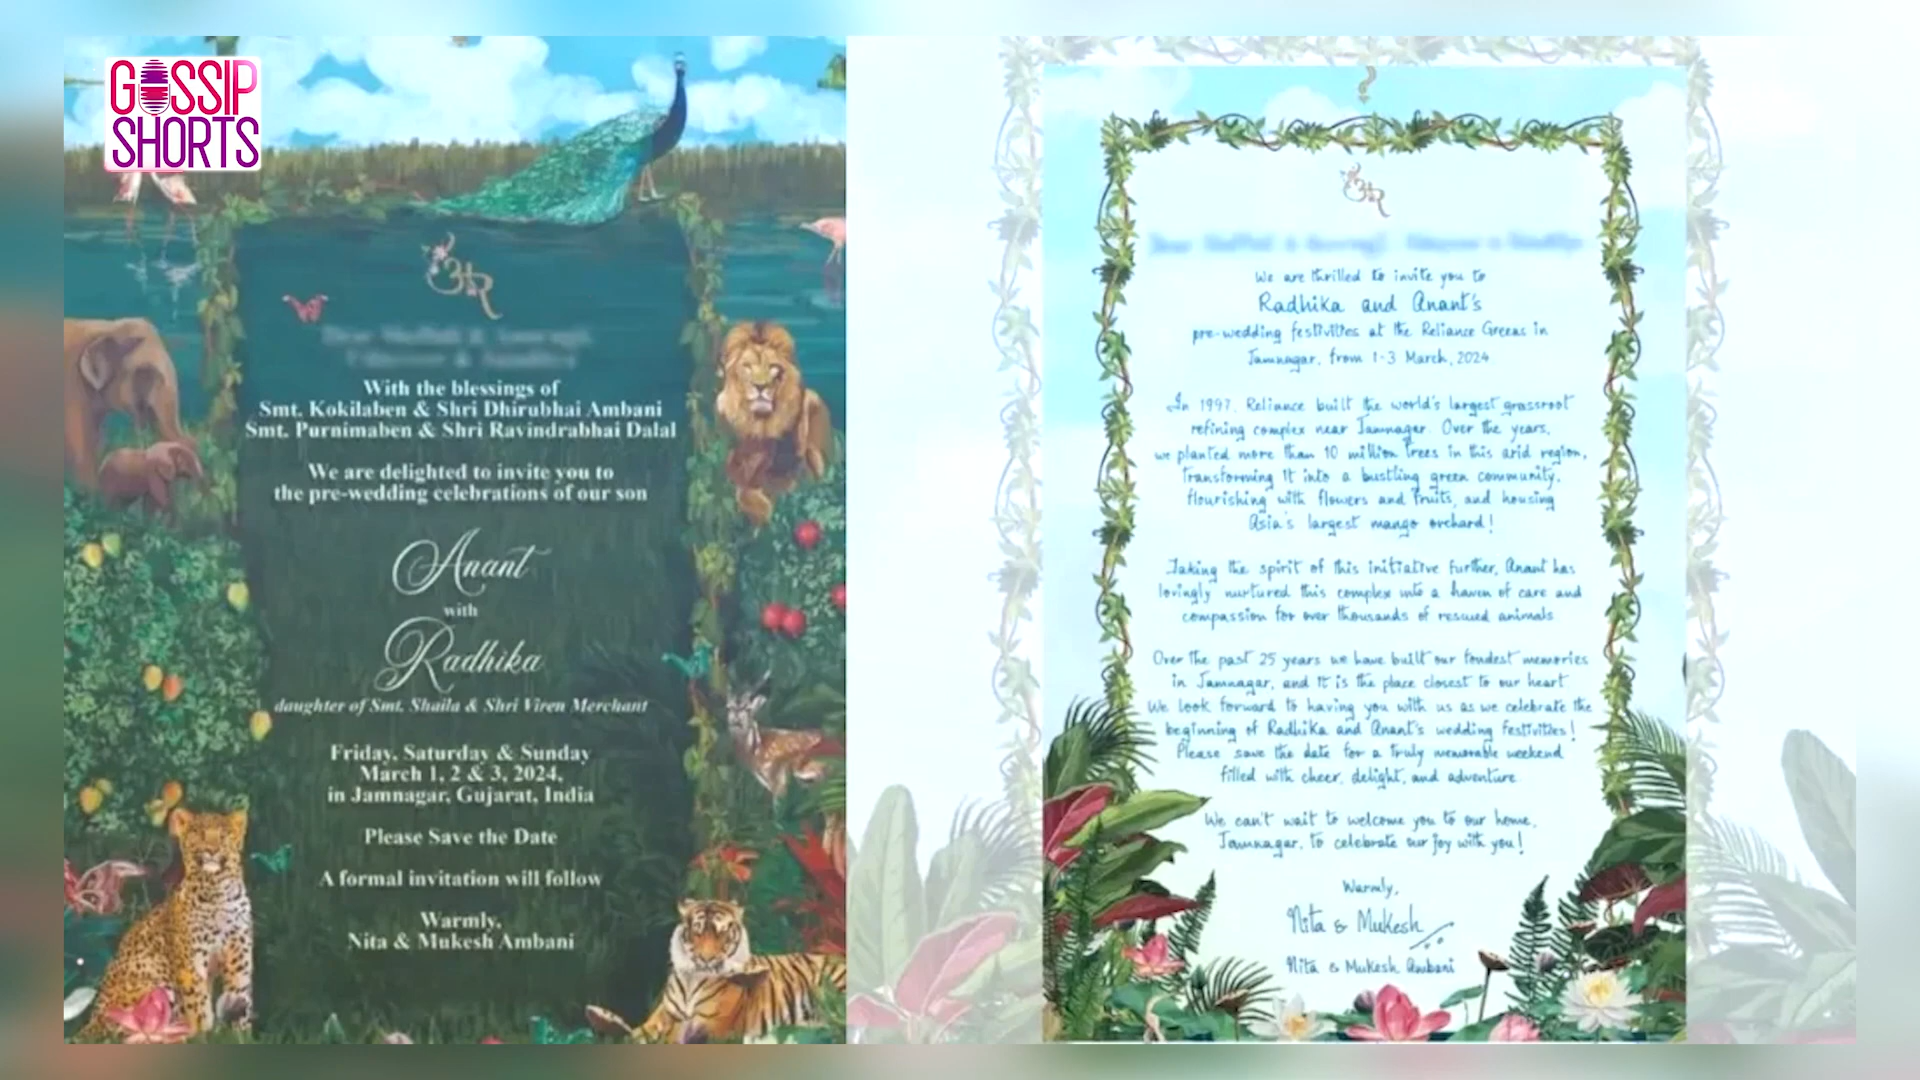 GOSSIP
SHORTS
With the blessings of
Smt. Kokilaben & Shri Dhirubhai Ambani
Smt. Purnimaben & Shri Ravindrabhai Dalal
We are delighted to invite you to
the pre-wedding celebrations of our son
Anant
with
Radhika
daughter of Smt. Shaila & Shri Viren Merchant
Friday, Saturday & Sunday
March 1, 2 & 3, 2024,
in Jamnagar, Gujarat, India
Please Save the Date
A formal invitation will follow
Warmly,
Nita & Mukesh Ambani
We are thrilled to invite you to
Radhika and Anant's
pre-wedding festivities at the Reliance Greens in
Jamnagar, from 1-3 March, 2024
In 1997, Reliance built the world's largest grassroot
refining complex near Jamnagar. Over the years,
we planted more than 10 million trees in this arid region,
transforming it into a bustling green community,
flourishing with flowers and fruits, and housing
Asia's largest mango orchard!
Taking the spirit of this initiative further, Anant has
lovingly nurtured this complex into a haven of care and
compassion for over thousands of rescued animals
Over the past 25 years we have built our fondest memories
in Jamnagar, and it is the place closest to our heart
We look forward to having you with us as we celebrate the
beginning of Radhika and Anant's wedding festivities!
Please save the date for a truly memorable weekend
filled with cheer, delight, and adventure
We can't wait to welcome you to our home,
Jamnagar, to celebrate our joy with you!
Warmly,
Nita & Mukesh
Nita & Mukesh Ambani